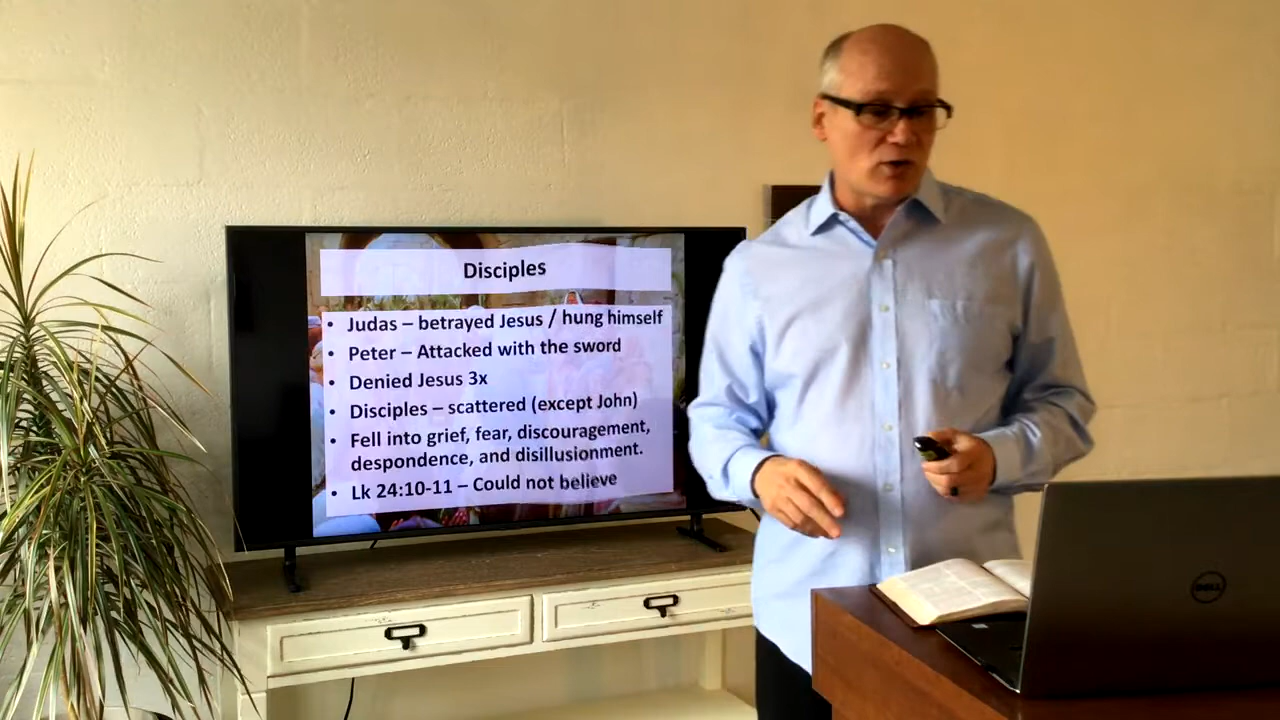 Disciples
• Judas – betrayed Jesus / hung himself
• Peter – Attacked with the sword
• Denied Jesus 3x
• Disciples – scattered (except John)
• Fell into grief, fear, discouragement,
despondence, and disillusionment.
• Lk 24:10-11 – Could not believe
DELL